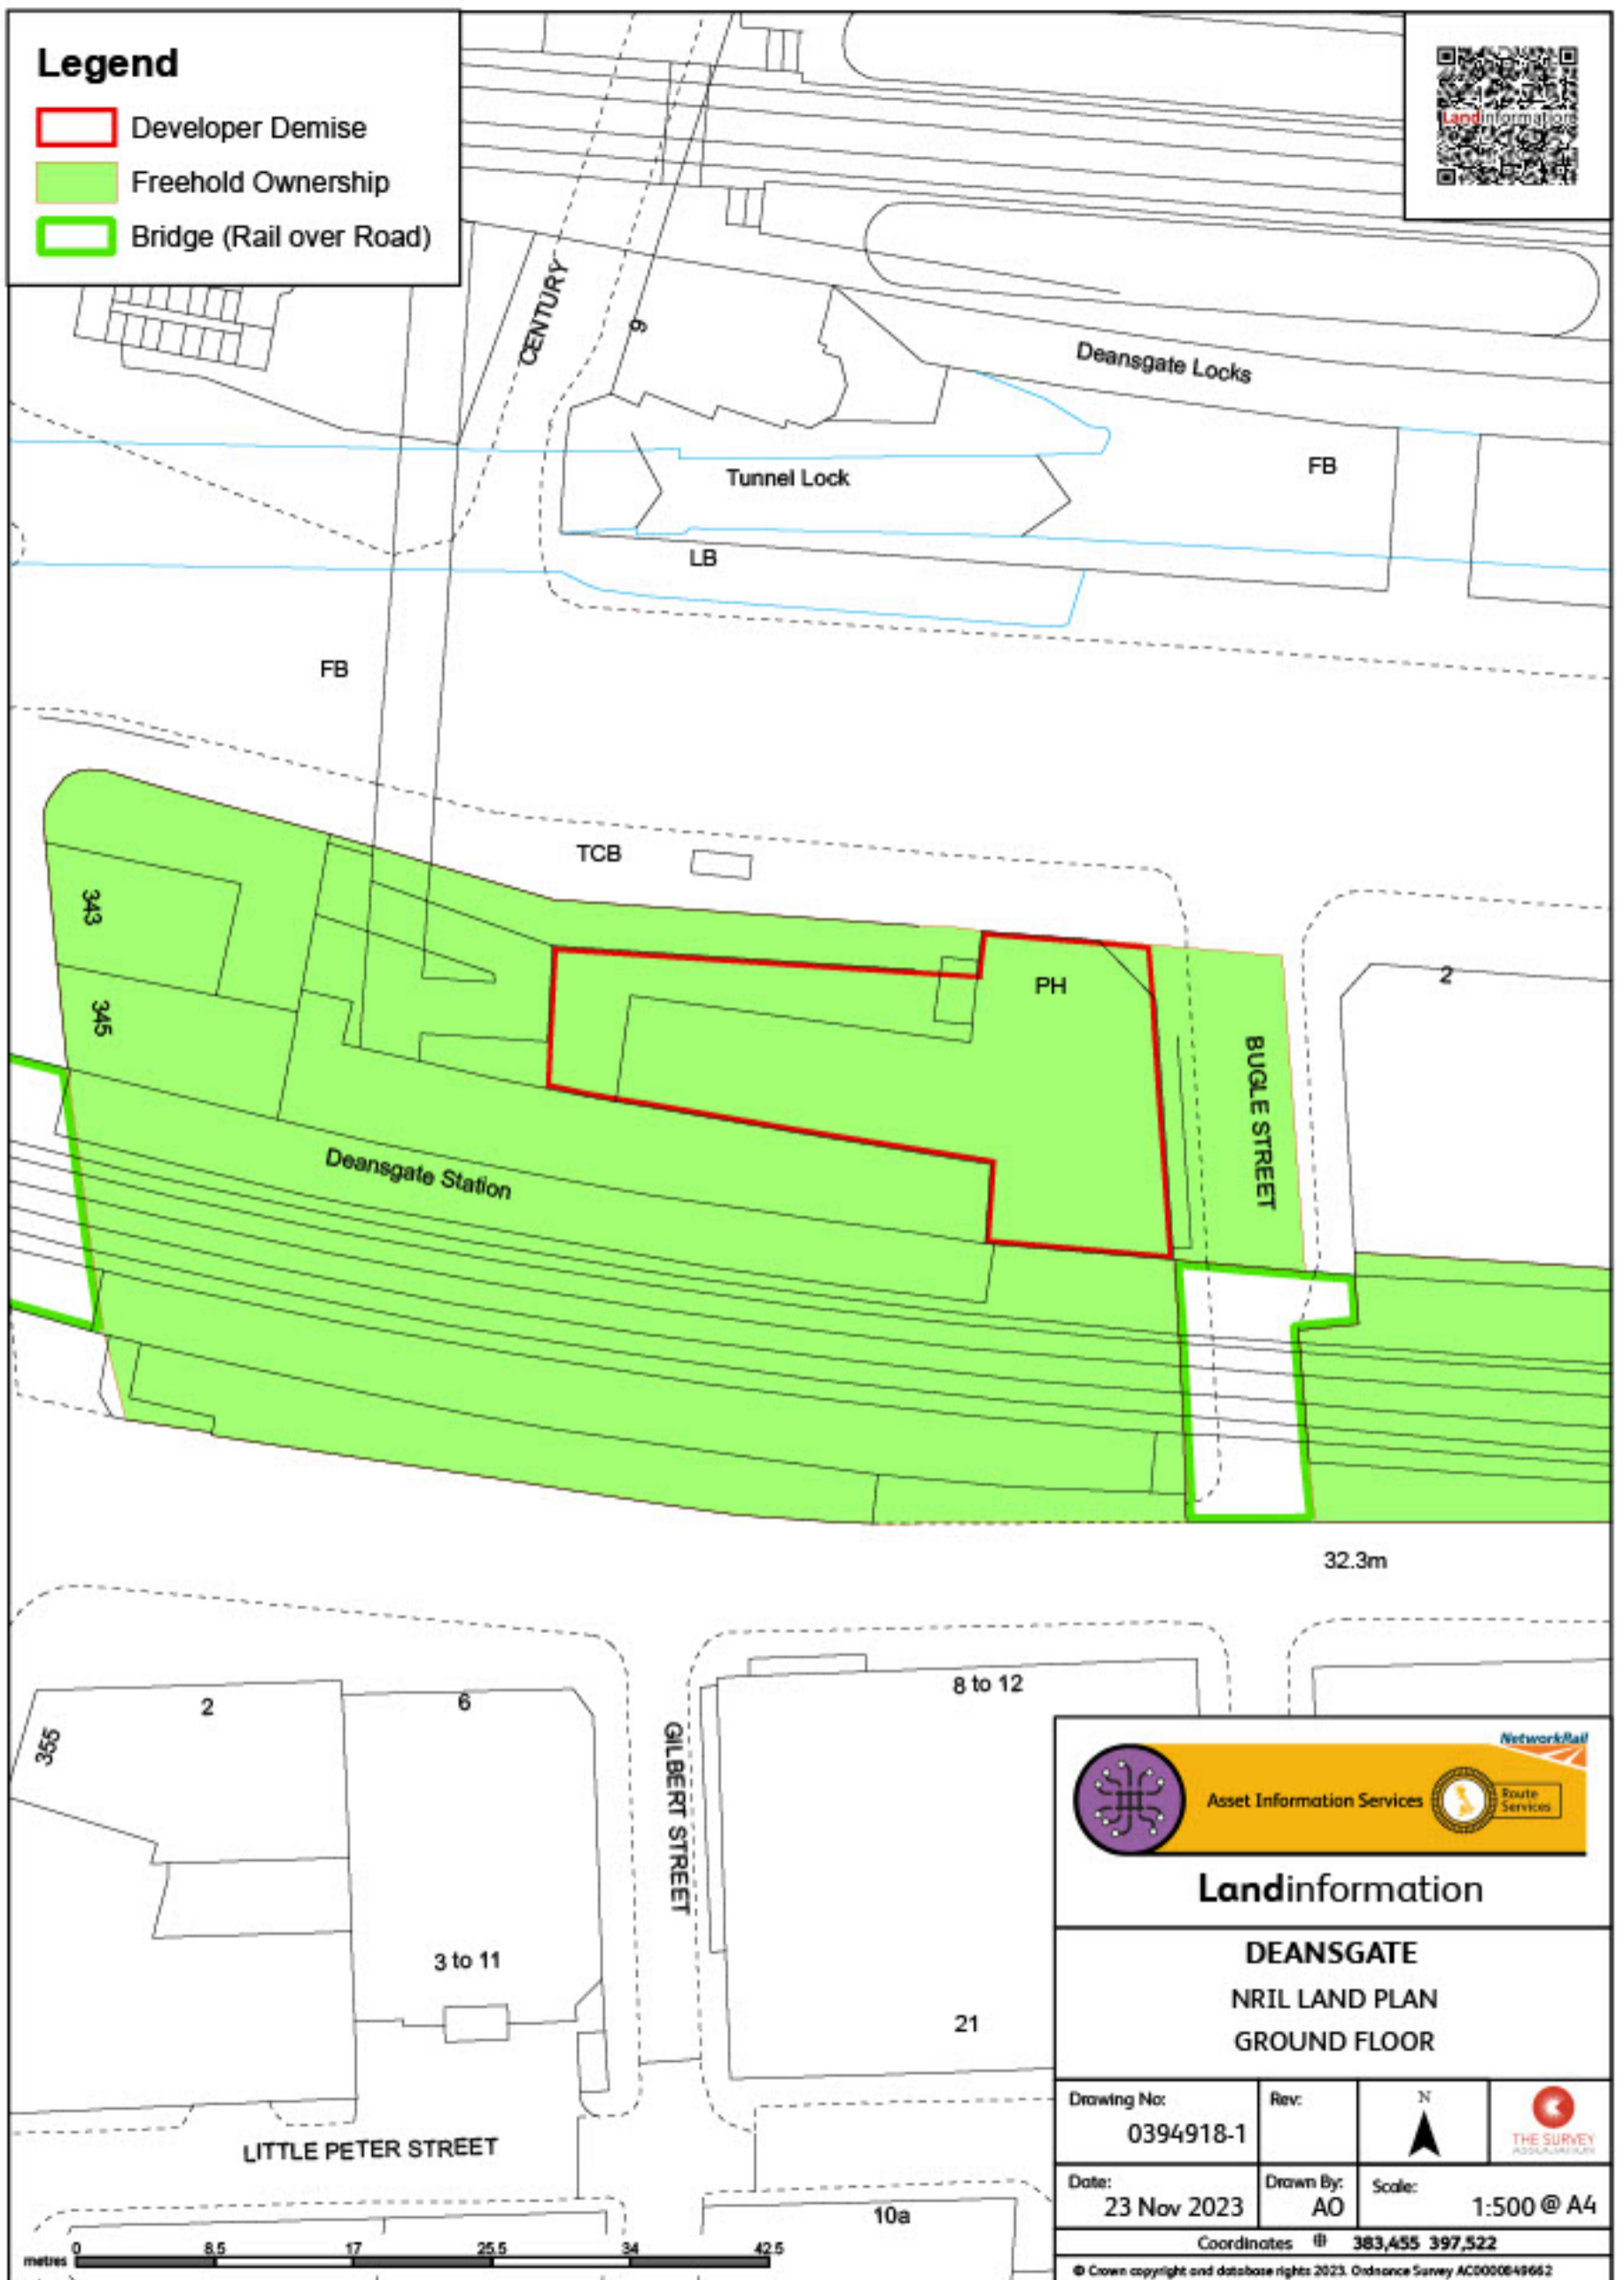 Legend
Developer Demise
Freehold Ownership
Bridge (Rail over Road)
Landinformation
CENTURY
9
Deansgate Locks
Tunnel Lock
FB
LB
FB
TCB
343
PH
2
345
BUGLE STREET
Deansgate Station
32.3m
2
6
8 to 12
355
GILBERT STREET
3 to 11
21
LITTLE PETER STREET
10a
metres 0 8.5 17 25.5 34 42.5
NetworkRail
Asset Information Services
Route
Services
Landinformation
DEANSGATE
NRIL LAND PLAN
GROUND FLOOR
Drawing No:
0394918-1
Rev:
N
THE SURVEY
ASSOCIATION
Date:
23 Nov 2023
Drawn By:
AO
Scale:
1:500 @ A4
Coordinates 383,455 397,522
© Crown copyright and database rights 2023. Ordnance Survey AC0000849662